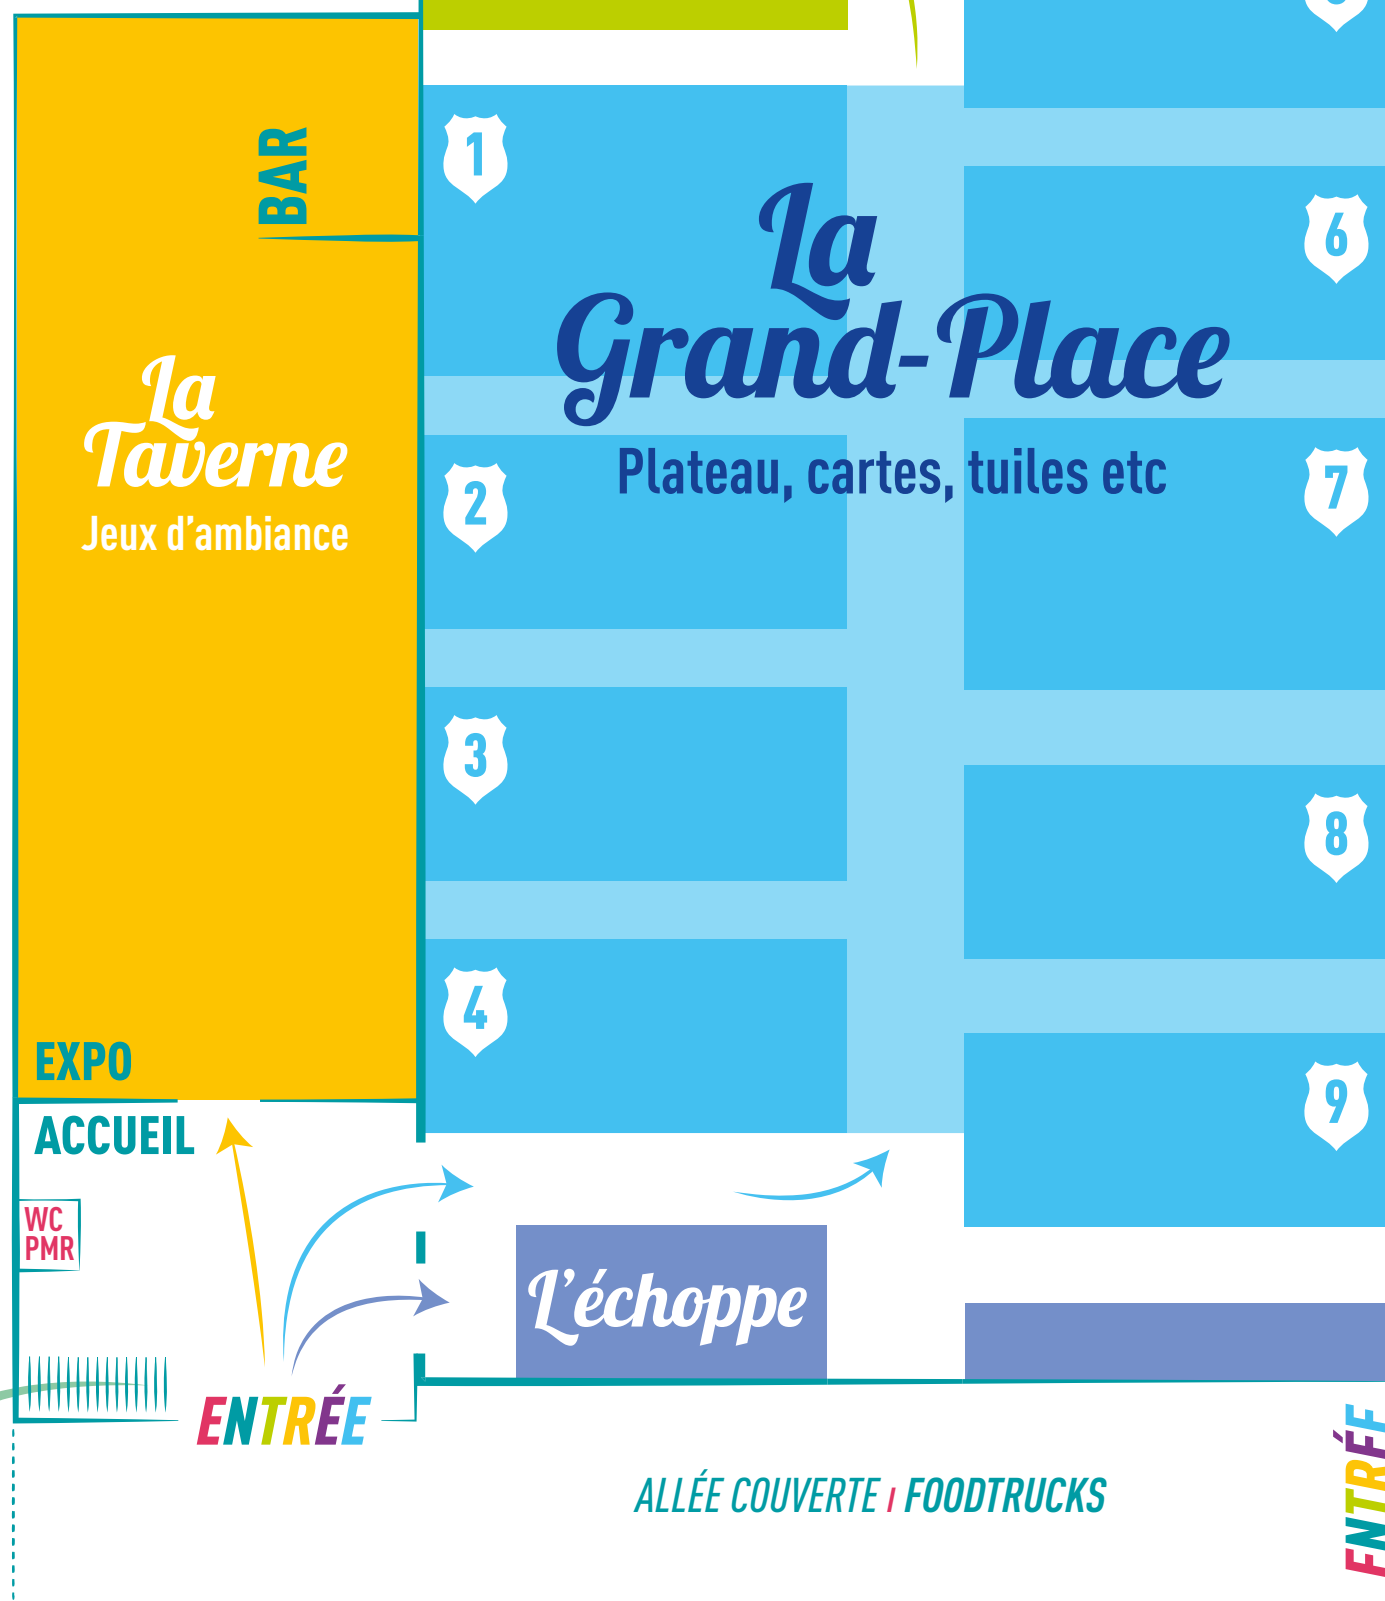 BAR
1
6
La
Grand-Place
Plateau, cartes, tuiles etc
La
Taverne
Jeux d'ambiance
2
7
3
8
4
9
EXPO
ACCUEIL
WC
PMR
L'échoppe
ENTRÉE
ALLÉE COUVERTE I FOODTRUCKS
ENTRÉE